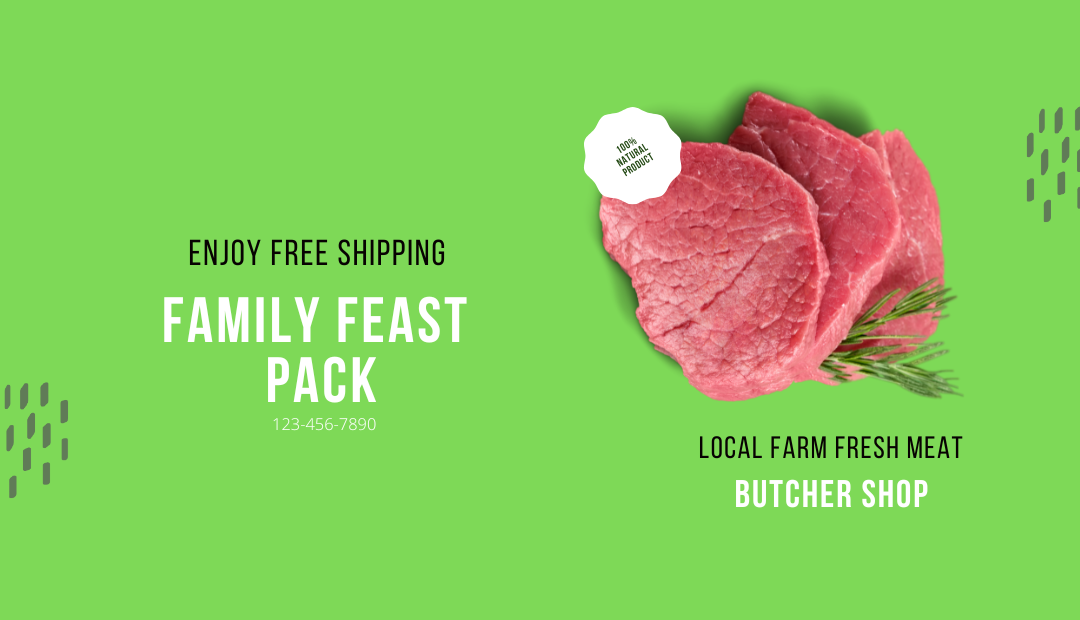 ENJOY FREE SHIPPING
FAMILY FEAST
PACK
123-456-7890
100%
NATURAL
PRODUCT
LOCAL FARM FRESH MEAT
BUTCHER SHOP